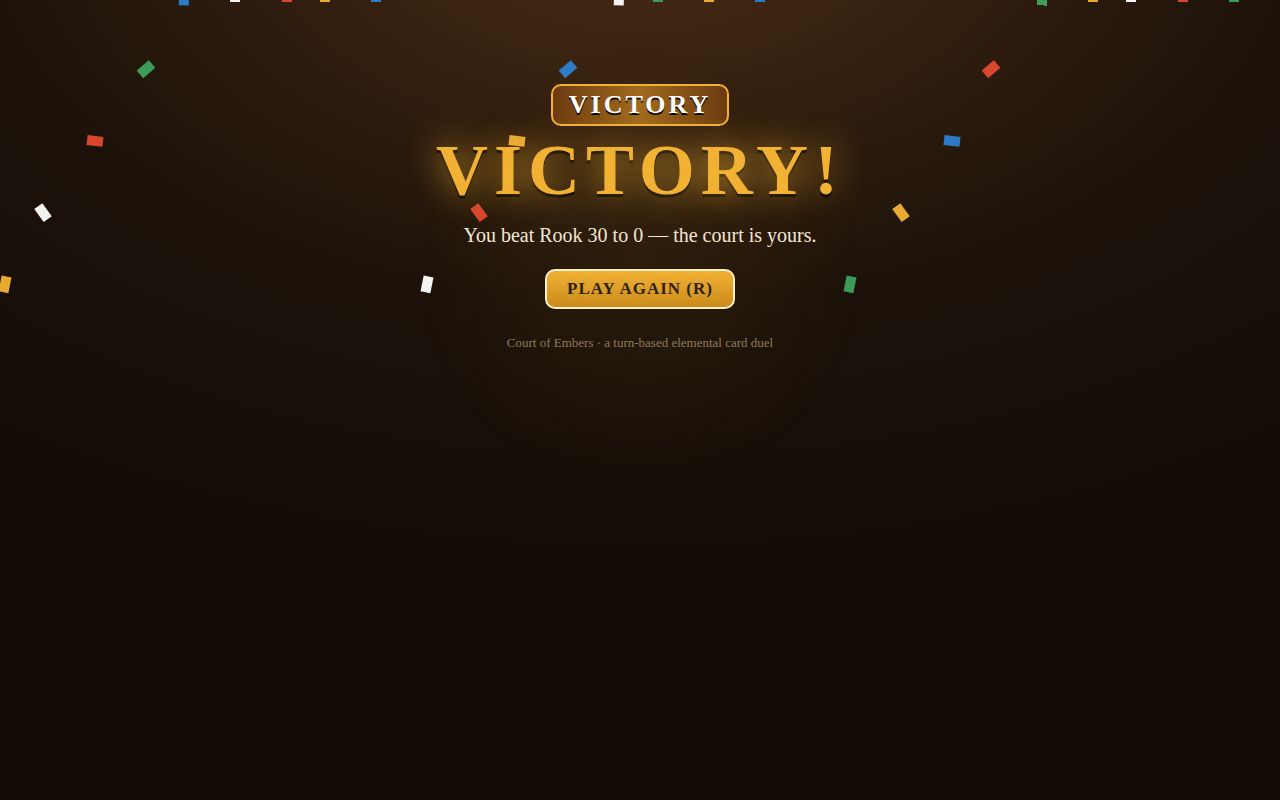 VICTORY
VICTORY!
You beat Rook 30 to 0 — the court is yours.
PLAY AGAIN (R)
Court of Embers · a turn-based elemental card duel